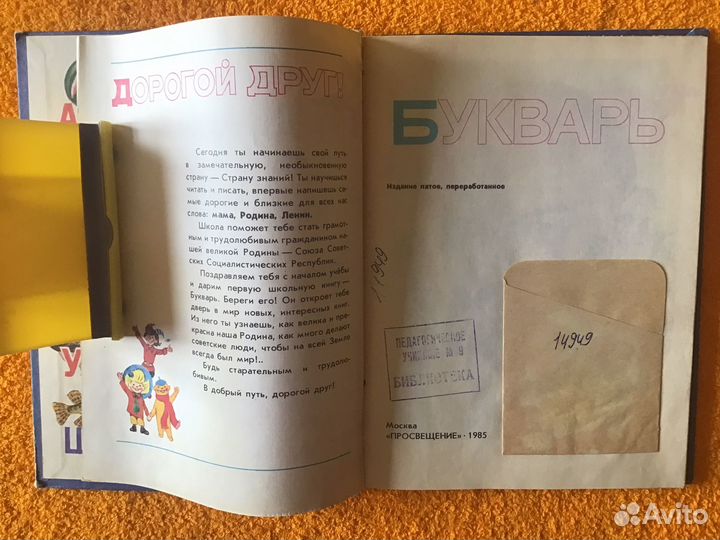 ДОРОГОЙ ДРУГ!
Сегодня ты начинаешь свой путь
в замечательную, необыкновенную
страну — Страну знаний! Ты научишься
читать и писать, впервые напишешь са-
мые дорогие и близкие для всех нас
слова: мама, Родина, Ленин.
Школа поможет тебе стать грамот-
ным и трудолюбивым гражданином на-
шей великой Родины — Союза Совет-
ских Социалистических Республик.
Поздравляем тебя с началом учёбы
и дарим первую школьную книгу —
Букварь. Береги его! Он откроет тебе
дверь в мир новых, интересных книг.
Из него ты узнаешь, как велика и пре-
красна наша Родина, как много делают
советские люди, чтобы на всей Земле
всегда был мир!..
Будь старательным и трудолю-
бивым.
В добрый путь, дорогой друг!
БУКВАРЬ
Издание пятое, переработанное
14949
14949
ПЕДАГОГИЧЕСКОЕ
УЧИЛИЩЕ № 9
БИБЛИОТЕКА
Москва
«ПРОСВЕЩЕНИЕ» · 1985
Avito